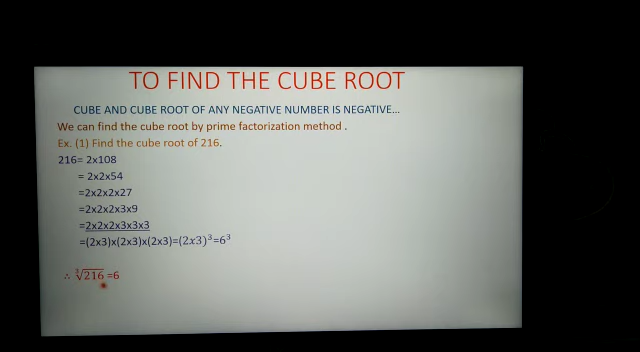 TO FIND THE CUBE ROOT
CUBE AND CUBE ROOT OF ANY NEGATIVE NUMBER IS NEGATIVE...
We can find the cube root by prime factorization method .
Ex. (1) Find the cube root of 216.
216= 2x108
= 2x2x54
=2x2x2x27
=2x2x2x3x9
=2x2x2x3x3x3
=(2x3)x(2x3)x(2x3)=(2x3)³=6³
∴ ∛216 =6